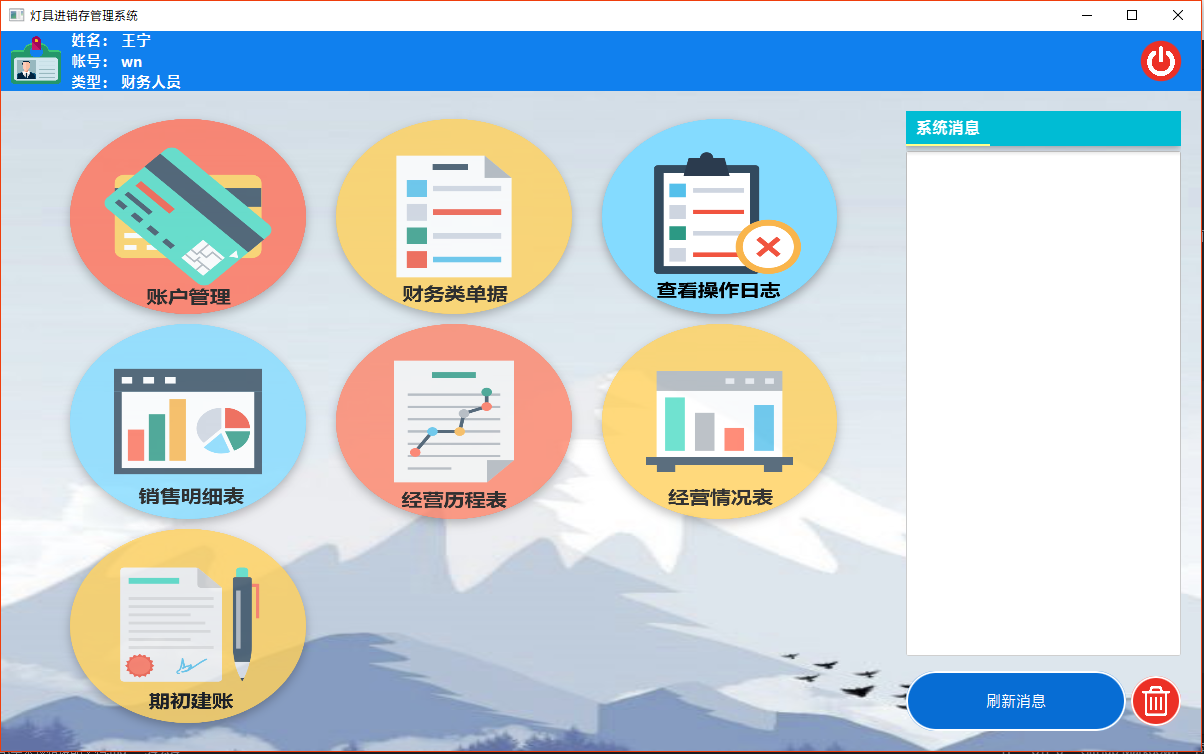 灯具进销存管理系统
姓名： 王宁
帐号： wn
类型： 财务人员
系统消息
账户管理
财务类单据
查看操作日志
销售明细表
经营历程表
经营情况表
期初建账
刷新消息